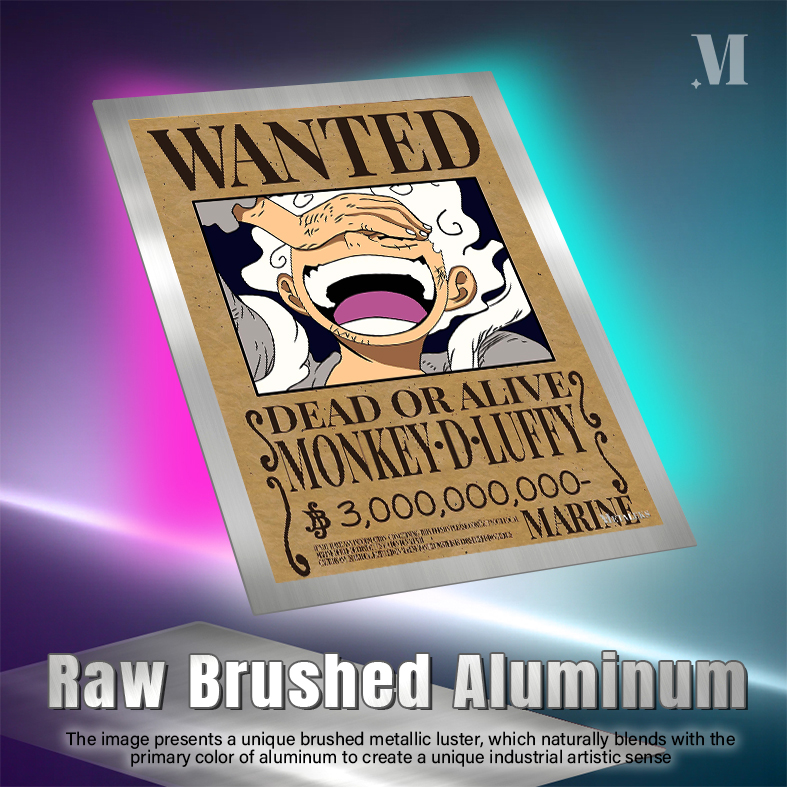 M
WANTED
DEAD OR ALIVE
MONKEY·D·LUFFY
3,000,000,000-
MARINE
Raw Brushed Aluminum
The image presents a unique brushed metallic luster, which naturally blends with the
primary color of aluminum to create a unique industrial artistic sense